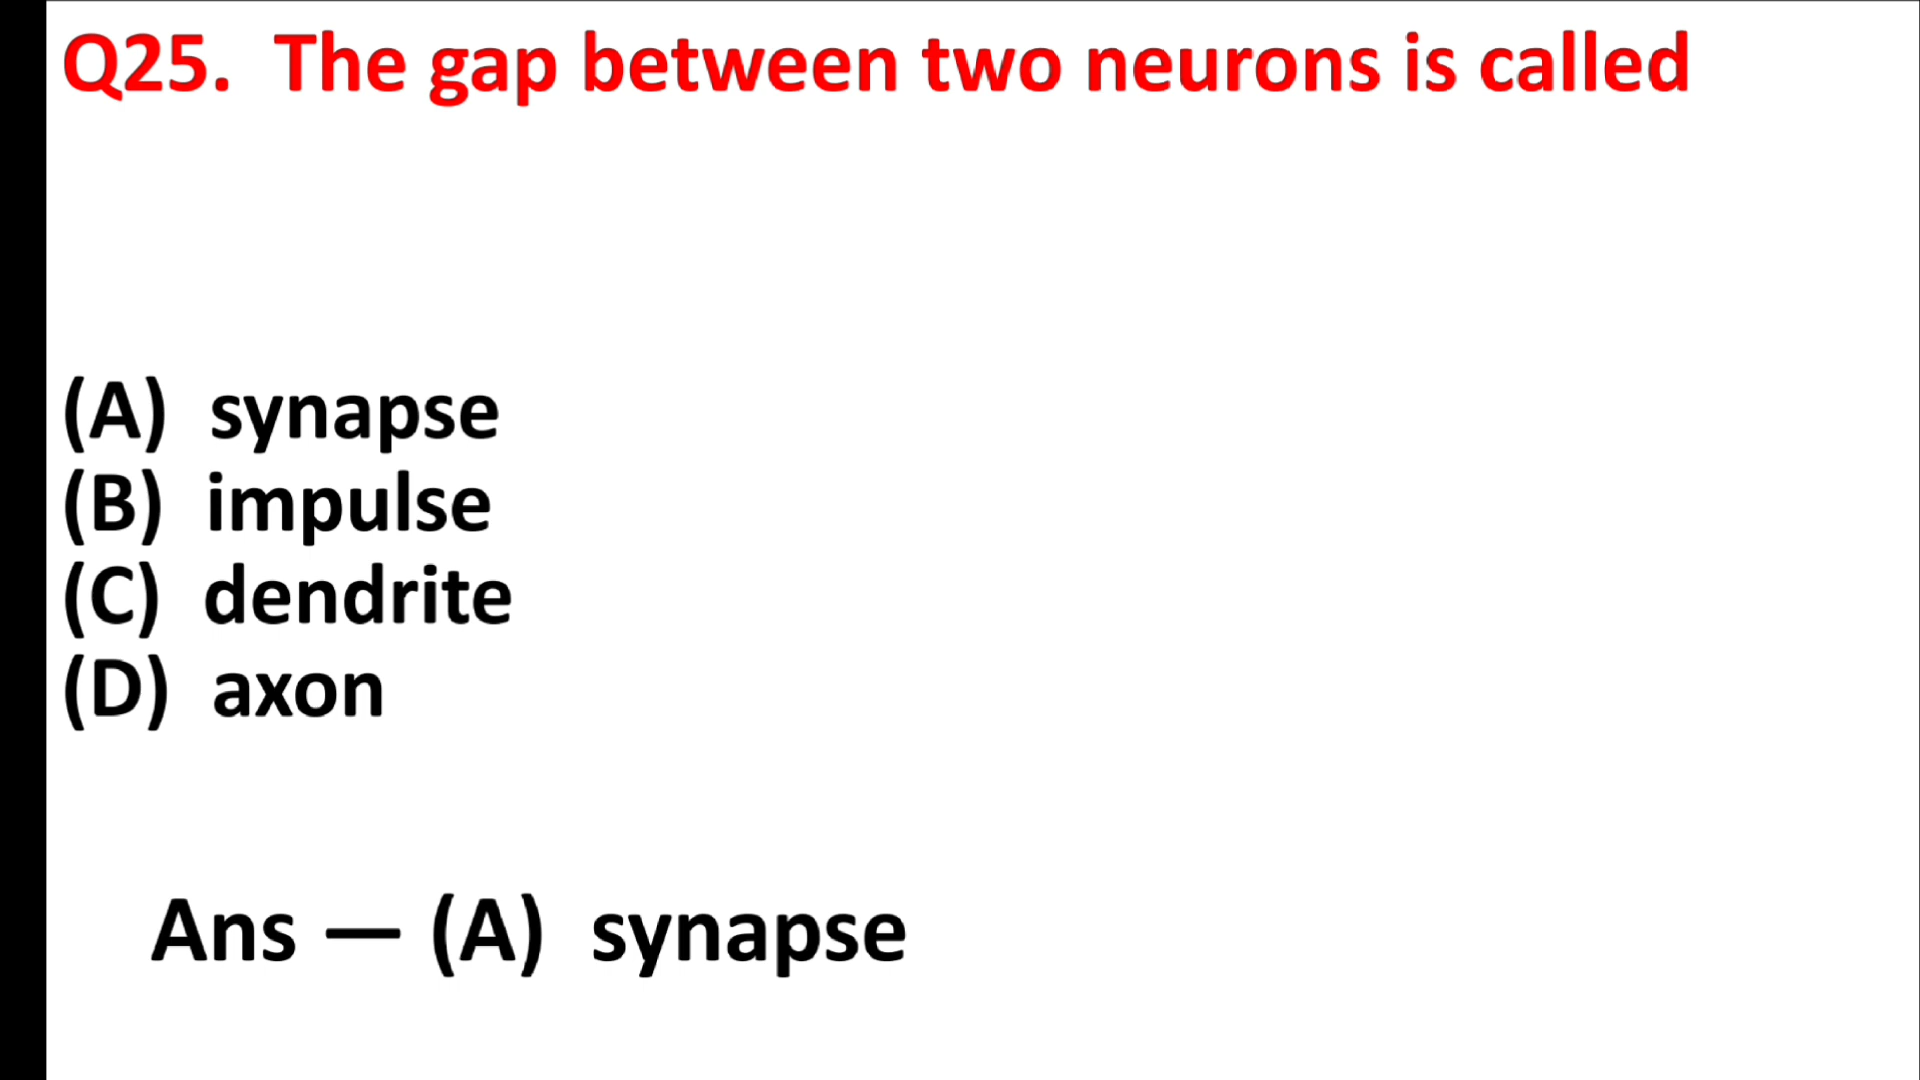 Q25. The gap between two neurons is called
(A) synapse
(B) impulse
(C) dendrite
(D) axon
Ans — (A) synapse